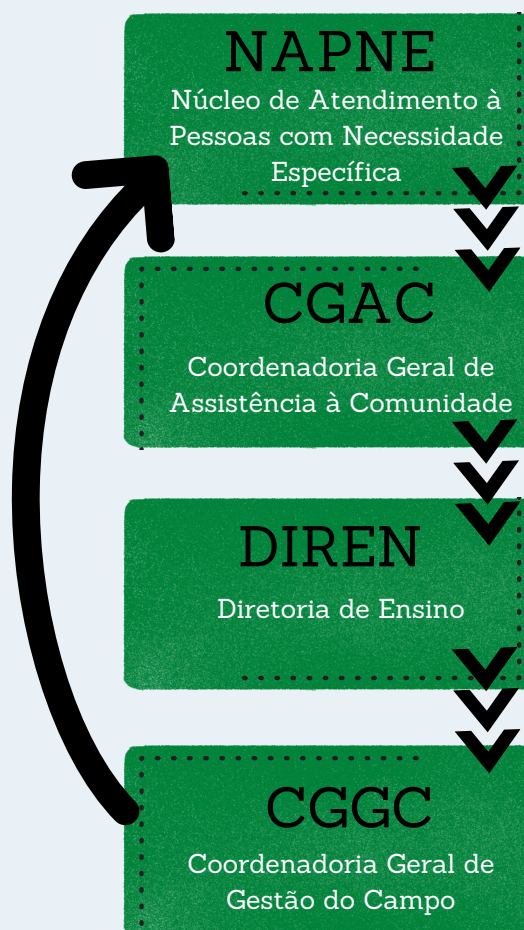 NAPNE
Núcleo de Atendimento à
Pessoas com Necessidade
Específica
CGAC
Coordenadoria Geral de
Assistência à Comunidade
DIREN
Diretoria de Ensino
CGGC
Coordenadoria Geral de
Gestão do Campo